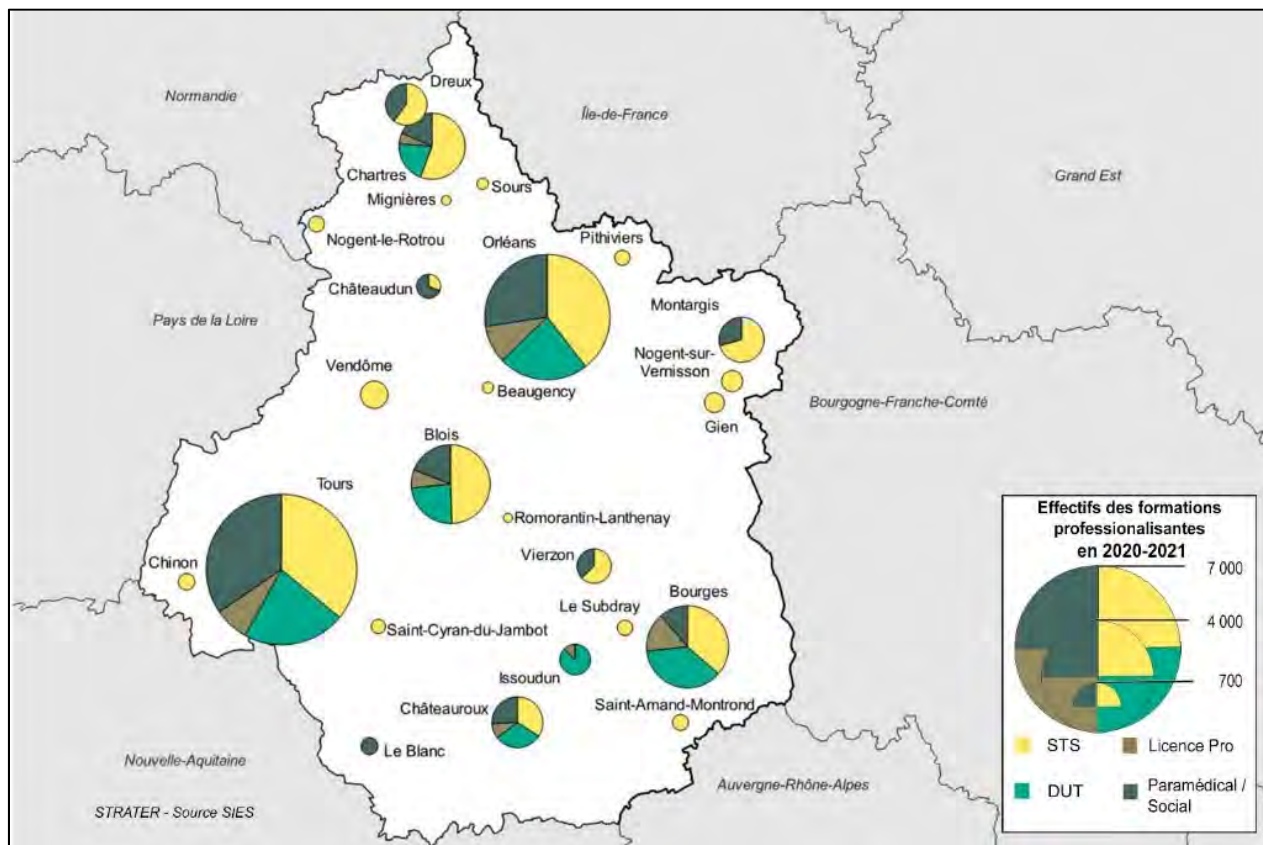 Normandie
Île-de-France
Grand Est
Pays de la Loire
Bourgogne-Franche-Comté
Nouvelle-Aquitaine
Auvergne-Rhône-Alpes
Dreux
Chartres
Mignières
Sours
Nogent-le-Rotrou
Orléans
Pithiviers
Châteaudun
Montargis
Nogent-sur-
Vernisson
Vendôme
Beaugency
Gien
Blois
Tours
Romorantin-Lanthenay
Chinon
Vierzon
Le Subdray
Bourges
Saint-Cyran-du-Jambot
Issoudun
Châteauroux
Saint-Amand-Montrond
Le Blanc
STRATER - Source SIES
Effectifs des formations
professionalisantes
en 2020-2021
7 000
4 000
700
STS
Licence Pro
DUT
Paramédical /
Social